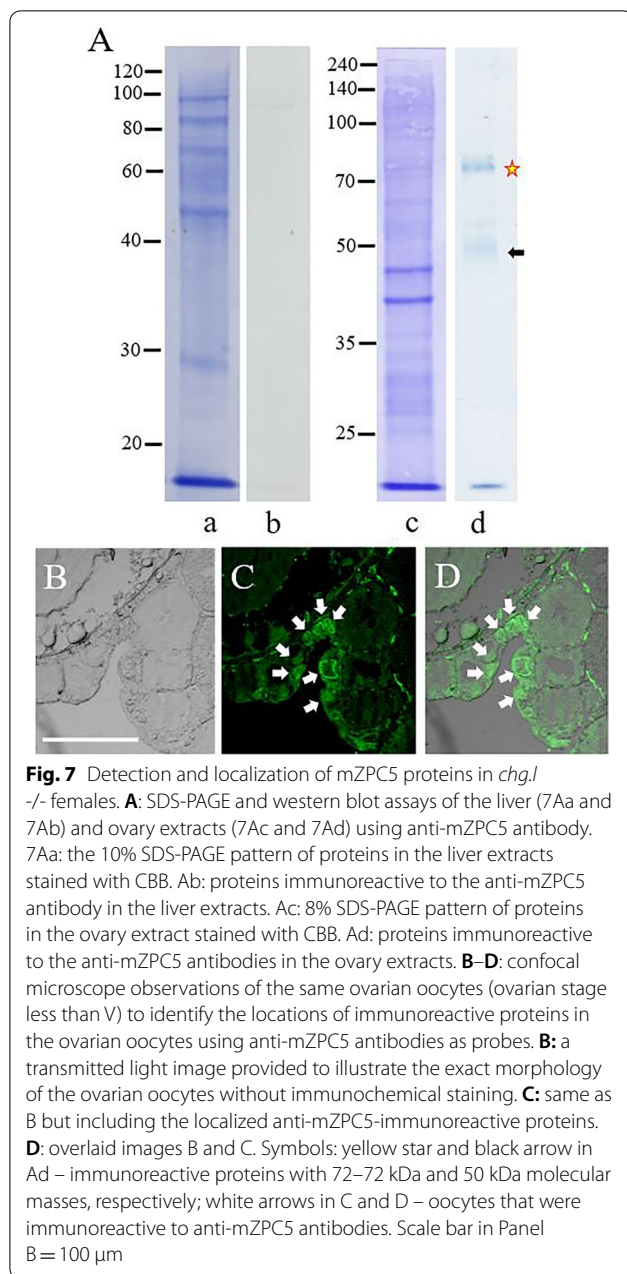 A
120
100
80
60
40
30
20
240
140
100
70
50
35
25
a
b
c
d
B
C
D
Fig. 7 Detection and localization of mZPC5 proteins in chg.l
-/- females. A: SDS-PAGE and western blot assays of the liver (7Aa and
7Ab) and ovary extracts (7Ac and 7Ad) using anti-mZPC5 antibody.
7Aa: the 10% SDS-PAGE pattern of proteins in the liver extracts
stained with CBB. Ab: proteins immunoreactive to the anti-mZPC5
antibody in the liver extracts. Ac: 8% SDS-PAGE pattern of proteins
in the ovary extract stained with CBB. Ad: proteins immunoreactive
to the anti-mZPC5 antibodies in the ovary extracts. B–D: confocal
microscope observations of the same ovarian oocytes (ovarian stage
less than V) to identify the locations of immunoreactive proteins in
the ovarian oocytes using anti-mZPC5 antibodies as probes. B: a
transmitted light image provided to illustrate the exact morphology
of the ovarian oocytes without immunochemical staining. C: same as
B but including the localized anti-mZPC5-immunoreactive proteins.
D: overlaid images B and C. Symbols: yellow star and black arrow in
Ad – immunoreactive proteins with 72–72 kDa and 50 kDa molecular
masses, respectively; white arrows in C and D – oocytes that were
immunoreactive to anti-mZPC5 antibodies. Scale bar in Panel
B = 100 µm